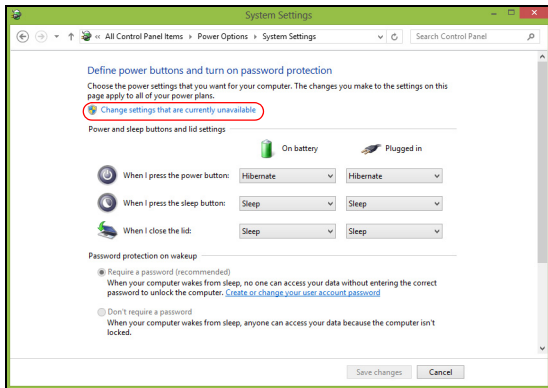 System Settings
« All Control Panel Items Power Options System Settings Search Control Panel
Define power buttons and turn on password protection
Choose the power settings that you want for your computer. The changes you make to the settings on this
page apply to all of your power plans.
Change settings that are currently unavailable
Power and sleep buttons and lid settings
On battery Plugged in
When I press the power button: Hibernate Hibernate
When I press the sleep button: Sleep Sleep
When I close the lid: Sleep Sleep
Password protection on wakeup
Require a password (recommended)
When your computer wakes from sleep, no one can access your data without entering the correct
password to unlock the computer. Create or change your user account password
Don't require a password
When your computer wakes from sleep, anyone can access your data because the computer isn't
locked.
Save changes Cancel